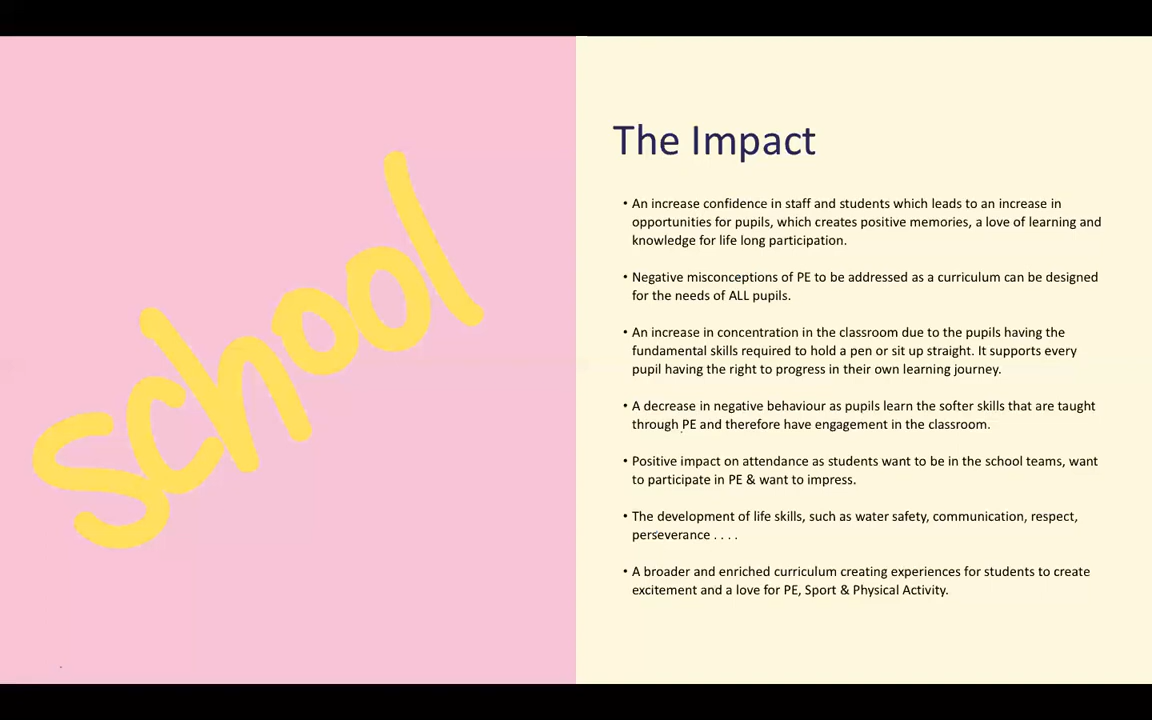 school
The Impact
• An increase confidence in staff and students which leads to an increase in
opportunities for pupils, which creates positive memories, a love of learning and
knowledge for life long participation.
• Negative misconceptions of PE to be addressed as a curriculum can be designed
for the needs of ALL pupils.
• An increase in concentration in the classroom due to the pupils having the
fundamental skills required to hold a pen or sit up straight. It supports every
pupil having the right to progress in their own learning journey.
• A decrease in negative behaviour as pupils learn the softer skills that are taught
through PE and therefore have engagement in the classroom.
• Positive impact on attendance as students want to be in the school teams, want
to participate in PE & want to impress.
• The development of life skills, such as water safety, communication, respect,
perseverance . . . .
• A broader and enriched curriculum creating experiences for students to create
excitement and a love for PE, Sport & Physical Activity.